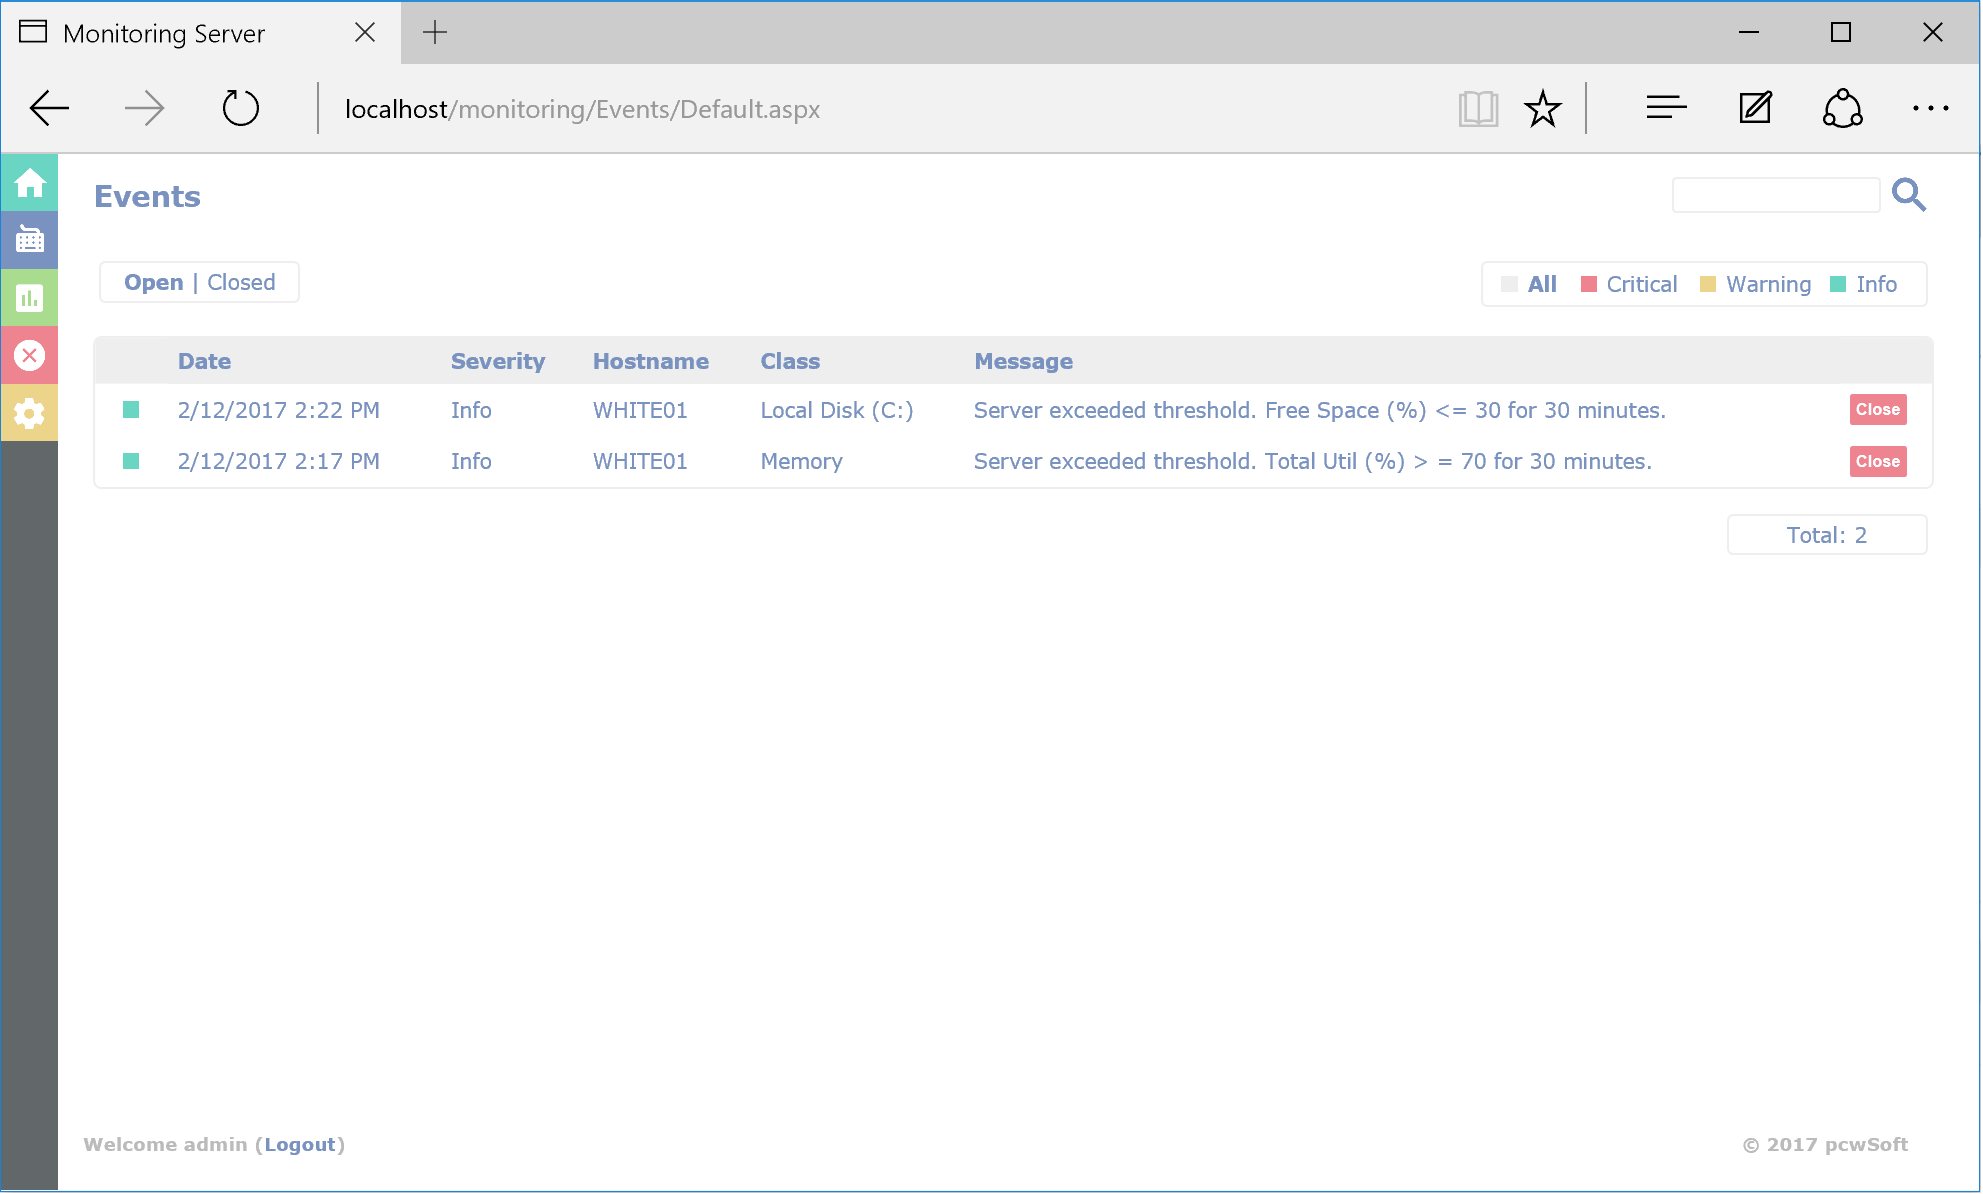 Monitoring Server
localhost/monitoring/Events/Default.aspx
Events
Open | Closed
All Critical Warning Info
Date Severity Hostname Class Message
2/12/2017 2:22 PM Info WHITE01 Local Disk (C:) Server exceeded threshold. Free Space (%) <= 30 for 30 minutes. Close
2/12/2017 2:17 PM Info WHITE01 Memory Server exceeded threshold. Total Util (%) > = 70 for 30 minutes. Close
Total: 2
Welcome admin (Logout) © 2017 pcwSoft